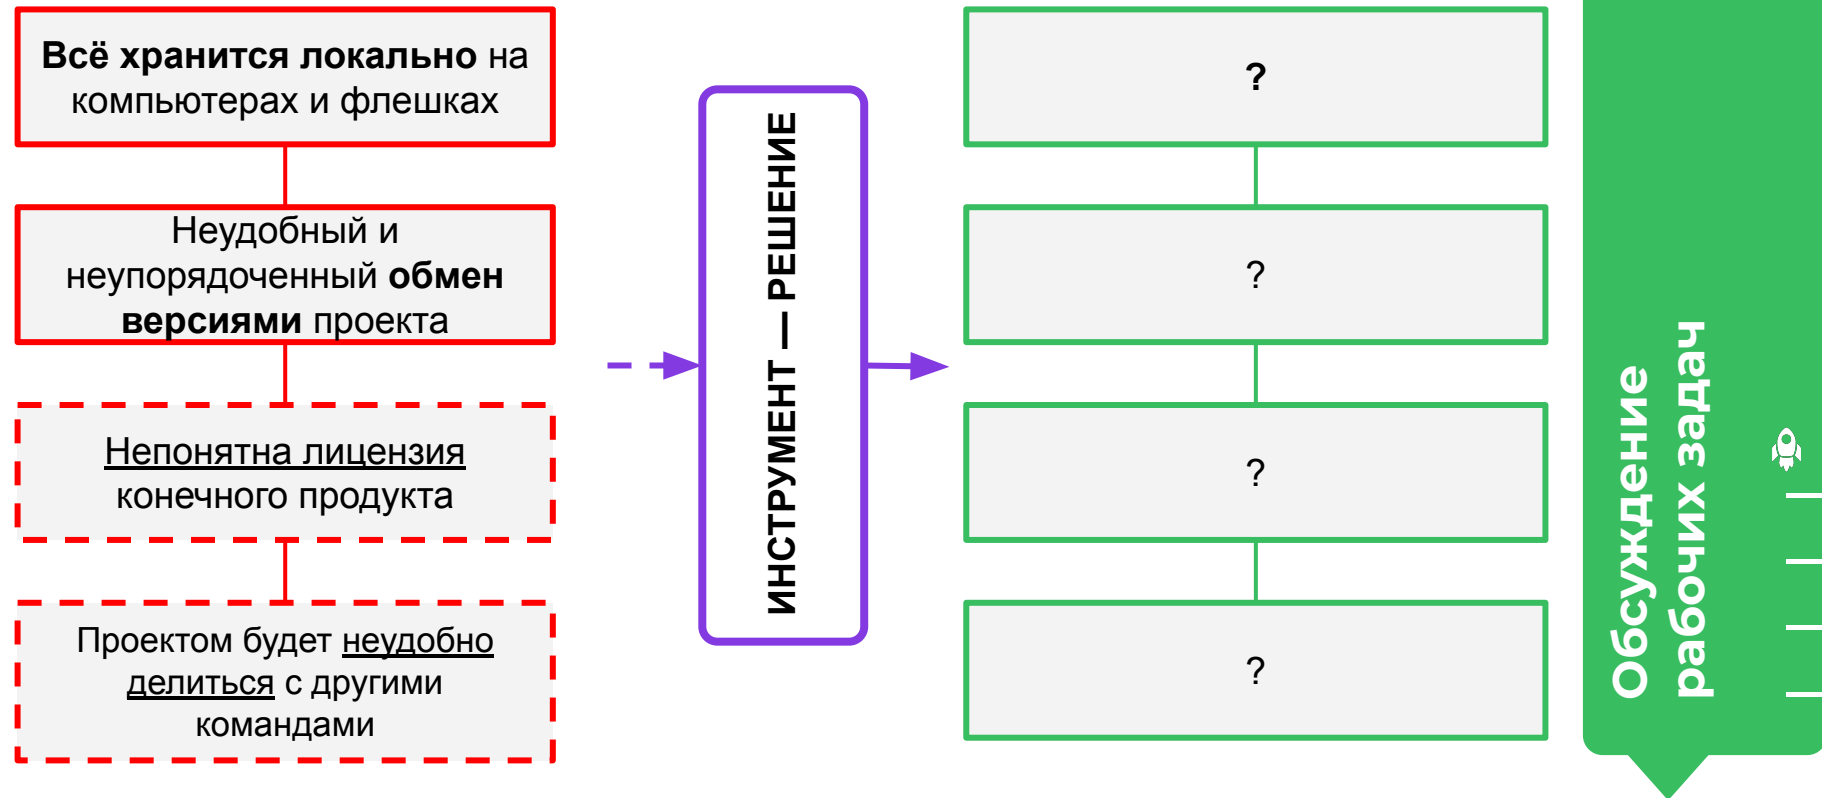 Всё хранится локально на
компьютерах и флешках
Неудобный и
неупорядоченный обмен
версиями проекта
Непонятна лицензия
конечного продукта
Проектом будет неудобно
делиться с другими
командами
ИНСТРУМЕНТ — РЕШЕНИЕ
?
?
?
?
Обсуждение
рабочих задач